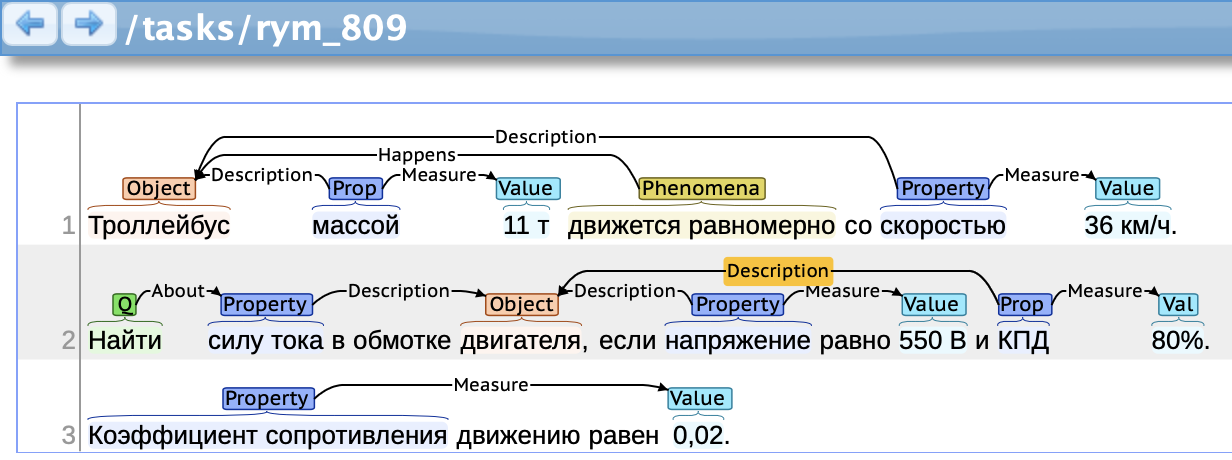 /tasks/rym_809
Description
Happens
Object Description Prop Measure Value Phenomena Property Measure Value
1 Троллейбус массой 11 т движется равномерно со скоростью 36 км/ч.
Description
Q About Property Description Object Description Property Measure Value Prop Measure Val
2 Найти силу тока в обмотке двигателя, если напряжение равно 550 В и КПД 80%.
Property Measure Value
3 Коэффициент сопротивления движению равен 0,02.